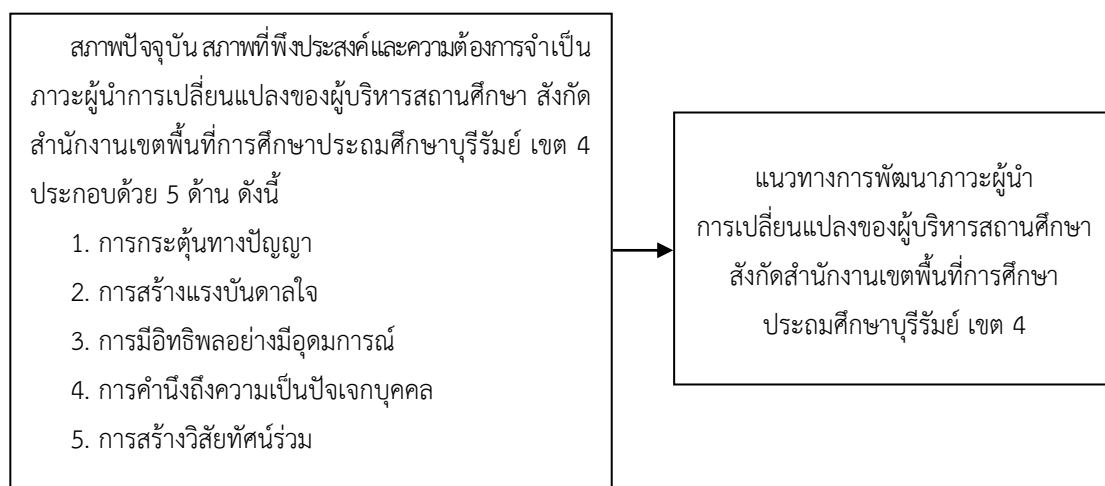 สภาพปัจจุบัน สภาพที่พึงประสงค์และความต้องการจำเป็น
ภาวะผู้นำการเปลี่ยนแปลงของผู้บริหารสถานศึกษา สังกัด
สำนักงานเขตพื้นที่การศึกษาประถมศึกษาบุรีรัมย์ เขต 4
ประกอบด้วย 5 ด้าน ดังนี้
1. การกระตุ้นทางปัญญา
2. การสร้างแรงบันดาลใจ
3. การมีอิทธิพลอย่างมีอุดมการณ์
4. การคำนึงถึงความเป็นปัจเจกบุคคล
5. การสร้างวิสัยทัศน์ร่วม
แนวทางการพัฒนาภาวะผู้นำ
การเปลี่ยนแปลงของผู้บริหารสถานศึกษา
สังกัดสำนักงานเขตพื้นที่การศึกษา
ประถมศึกษาบุรีรัมย์ เขต 4